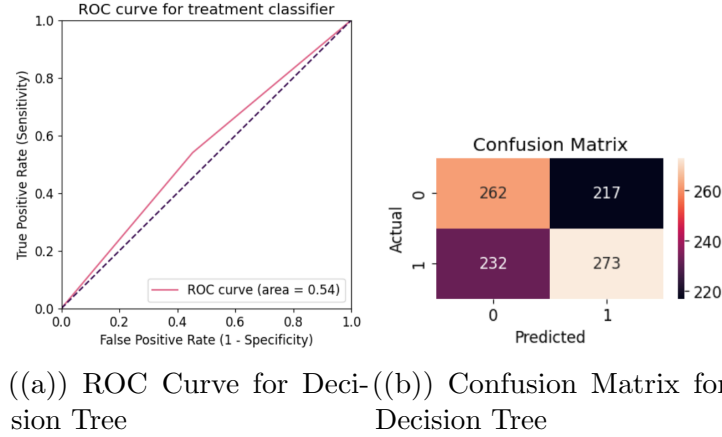 ROC curve for treatment classifier
1.0
0.8
0.6
0.4
0.2
0.0
True Positive Rate (Sensitivity)
ROC curve (area = 0.54)
0.0 0.2 0.4 0.6 0.8 1.0
False Positive Rate (1 - Specificity)
Confusion Matrix
Actual
0
262 217
1
232 273
0 1
Predicted
260
240
220
((a)) ROC Curve for Deci-
sion Tree
((b)) Confusion Matrix for
Decision Tree